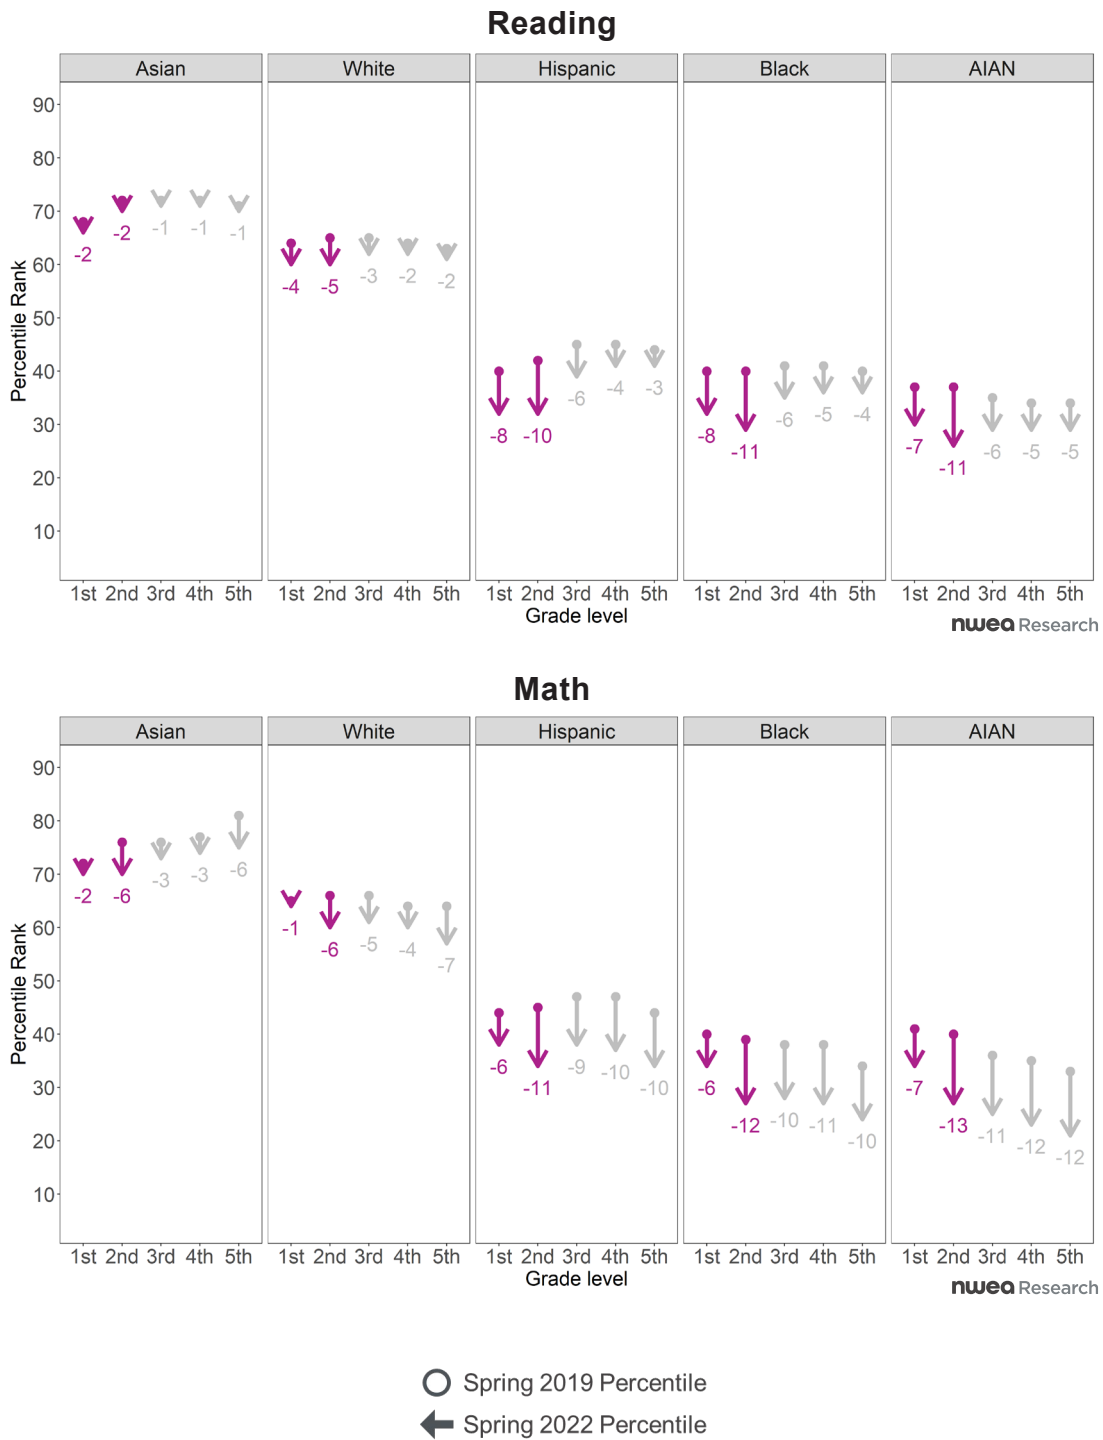 Reading
Asian White Hispanic Black AIAN
90
80
70
60
50
40
30
20
10
Percentile Rank
-2 -2 -1 -1 -1
-4 -5 -3 -2 -2
-8 -10 -6 -4 -3
-8 -11 -6 -5 -4
-7 -11 -6 -5 -5
1st 2nd 3rd 4th 5th 1st 2nd 3rd 4th 5th 1st 2nd 3rd 4th 5th 1st 2nd 3rd 4th 5th 1st 2nd 3rd 4th 5th
Grade level
nwea Research
Math
Asian White Hispanic Black AIAN
90
80
70
60
50
40
30
20
10
Percentile Rank
-2 -6 -3 -3 -6
-1 -6 -5 -4 -7
-6 -11 -9 -10 -10
-6 -12 -10 -11 -10
-7 -13 -11 -12 -12
1st 2nd 3rd 4th 5th 1st 2nd 3rd 4th 5th 1st 2nd 3rd 4th 5th 1st 2nd 3rd 4th 5th 1st 2nd 3rd 4th 5th
Grade level
nwea Research
Spring 2019 Percentile
Spring 2022 Percentile